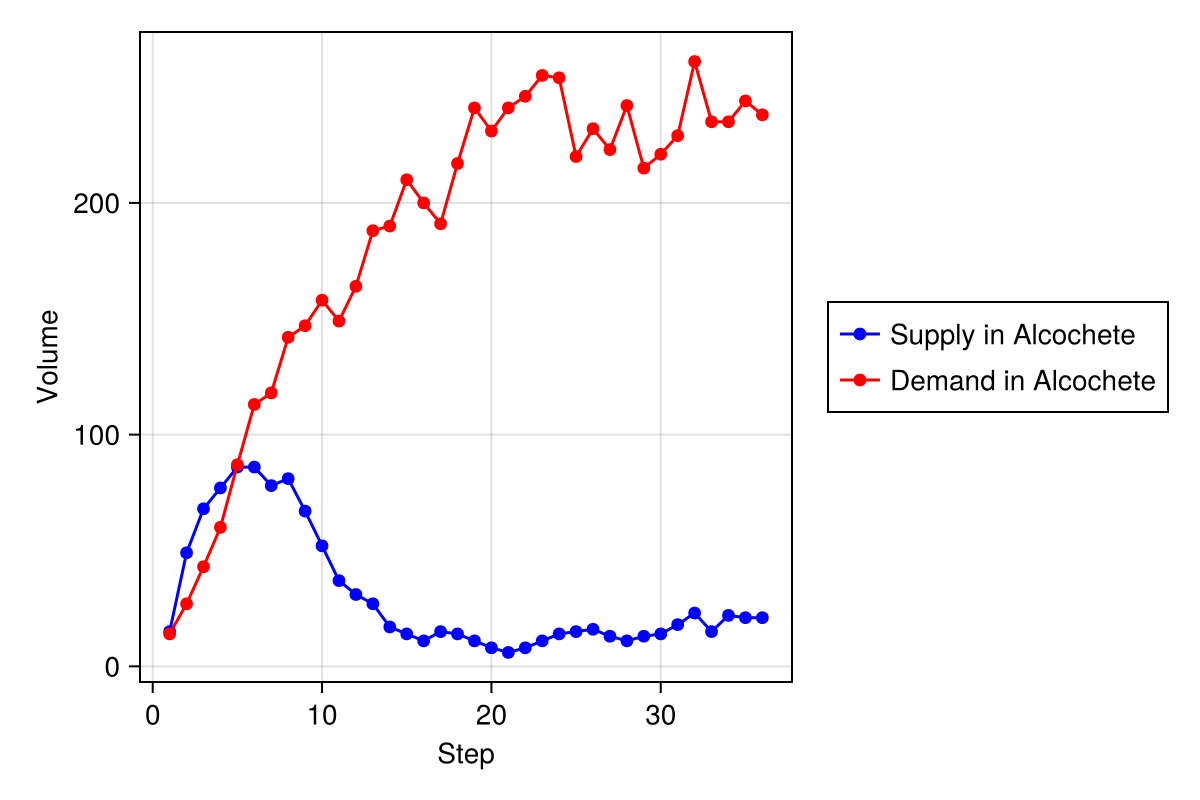 Volume
200
100
0
0 10 20 30
Step
Supply in Alcochete
Demand in Alcochete